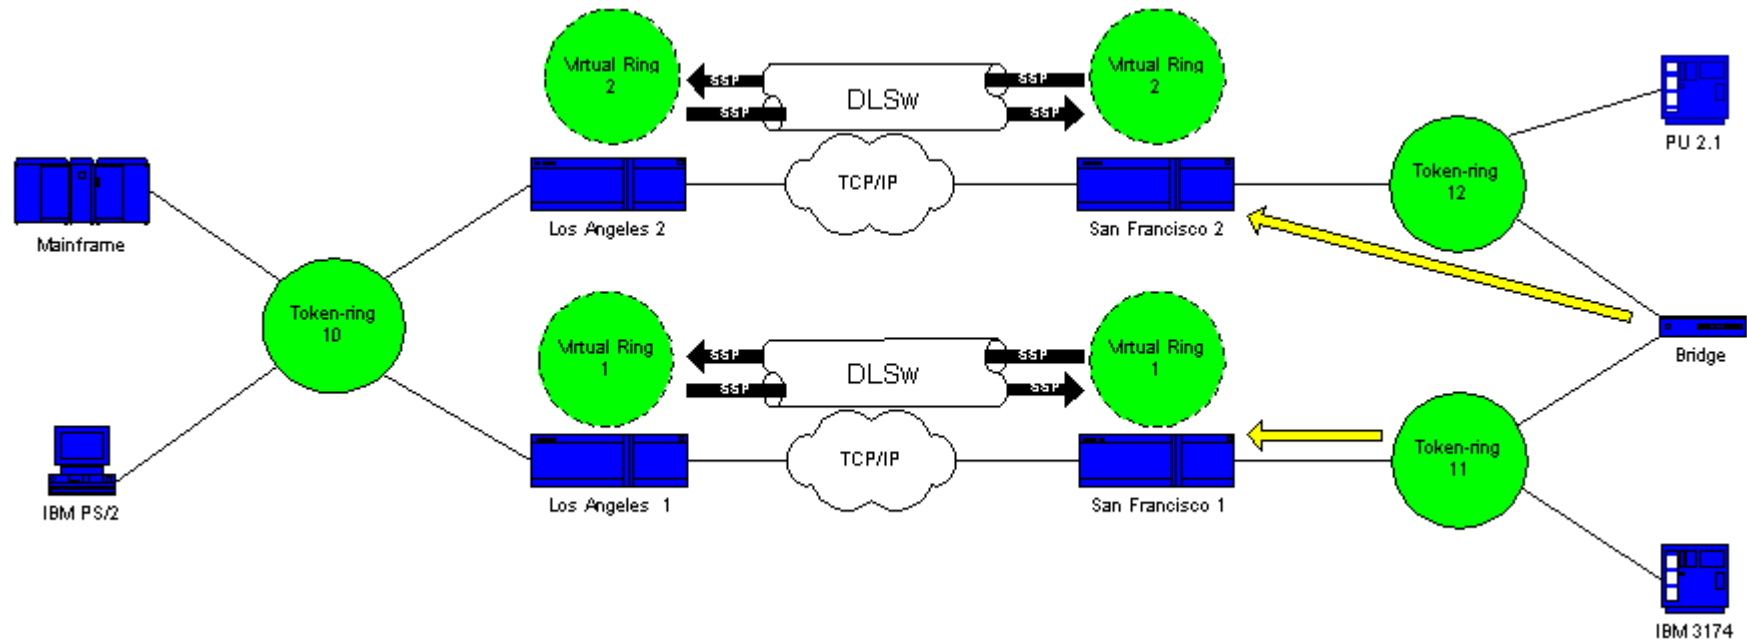 Virtual Ring
2
SSP
SSP
DLSw
SSP
SSP
Virtual Ring
2
PU 2.1
TCP/IP
Token-ring
12
Mainframe
Los Angeles 2
San Francisco 2
Token-ring
10
Virtual Ring
1
SSP
SSP
DLSw
SSP
SSP
Virtual Ring
1
Bridge
TCP/IP
Token-ring
11
IBM PS/2
Los Angeles 1
San Francisco 1
IBM 3174